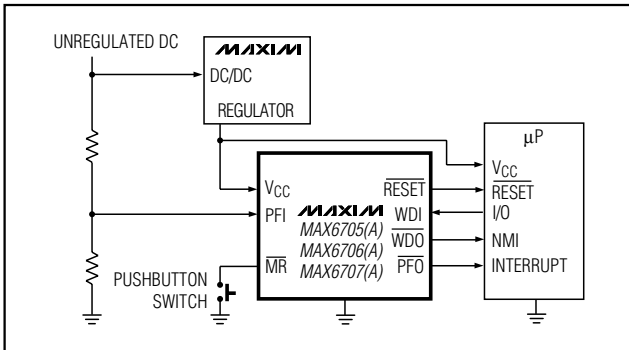 UNREGULATED DC
MAXIM
DC/DC
REGULATOR
VCC
PFI
MR
MAXIM
MAX6705(A)
MAX6706(A)
MAX6707(A)
RESET
WDI
WDO
PFO
µP
VCC
RESET
I/O
NMI
INTERRUPT
PUSHBUTTON
SWITCH